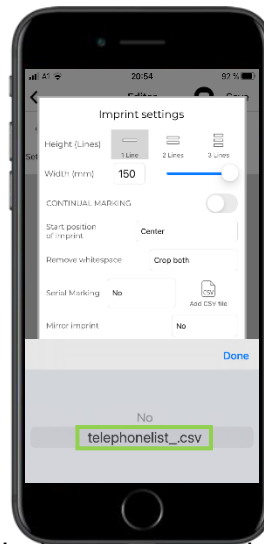 A1 20:54 92 %
Imprint settings
Height (Lines)
1 Line 2 Lines 3 Lines
Width (mm) 150
CONTINUAL MARKING
Start position
of imprint
Center
Remove whitespace Crop both
Serial Marking No
CSV
Add CSV file
Mirror imprint No
Done
No
telephonelist_.csv